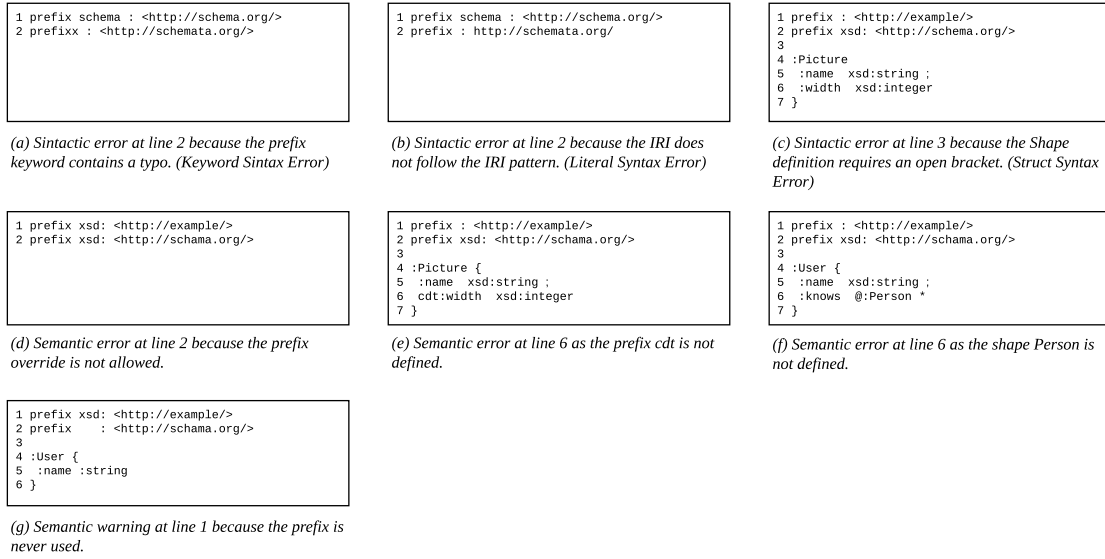 1 prefix schema : <http://schema.org/>
2 prefixx : <http://schemata.org/>
(a) Sintactic error at line 2 because the prefix
keyword contains a typo. (Keyword Sintax Error)
1 prefix schema : <http://schema.org/>
2 prefix : http://schemata.org/
(b) Sintactic error at line 2 because the IRI does
not follow the IRI pattern. (Literal Syntax Error)
1 prefix : <http://example/>
2 prefix xsd: <http://schema.org/>
3
4 :Picture
5 :name xsd:string ;
6 :width xsd:integer
7 }
(c) Sintactic error at line 3 because the Shape
definition requires an open bracket. (Struct Syntax
Error)
1 prefix xsd: <http://example/>
2 prefix xsd: <http://schama.org/>
(d) Semantic error at line 2 because the prefix
override is not allowed.
1 prefix : <http://example/>
2 prefix xsd: <http://schama.org/>
3
4 :Picture {
5 :name xsd:string ;
6 cdt:width xsd:integer
7 }
(e) Semantic error at line 6 as the prefix cdt is not
defined.
1 prefix : <http://example/>
2 prefix xsd: <http://schama.org/>
3
4 :User {
5 :name xsd:string ;
6 :knows @:Person *
7 }
(f) Semantic error at line 6 as the shape Person is
not defined.
1 prefix xsd: <http://example/>
2 prefix : <http://schama.org/>
3
4 :User {
5 :name :string
6 }
(g) Semantic warning at line 1 because the prefix is
never used.